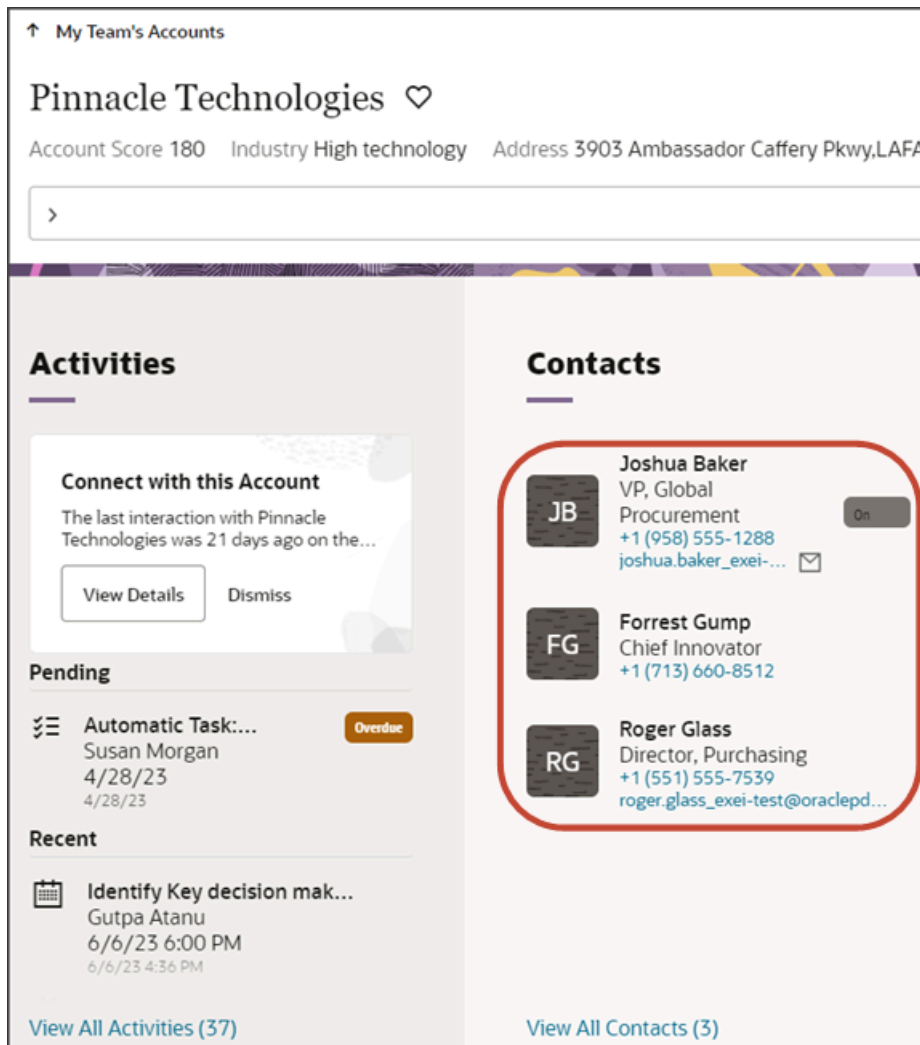 My Team's Accounts
Pinnacle Technologies
Account Score 180 Industry High technology Address 3903 Ambassador Caffery Pkwy,LAFA
Activities
Connect with this Account
The last interaction with Pinnacle
Technologies was 21 days ago on the...
View Details Dismiss
Pending
Automatic Task:... Overdue
Susan Morgan
4/28/23
4/28/23
Recent
Identify Key decision mak...
Gutpa Atanu
6/6/23 6:00 PM
6/6/23 4:36 PM
View All Activities (37)
Contacts
JB
Joshua Baker
VP, Global
Procurement
On
+1 (958) 555-1288
joshua.baker_exei-...
FG
Forrest Gump
Chief Innovator
+1 (713) 660-8512
RG
Roger Glass
Director, Purchasing
+1 (551) 555-7539
roger.glass_exei-test@oraclepd...
View All Contacts (3)